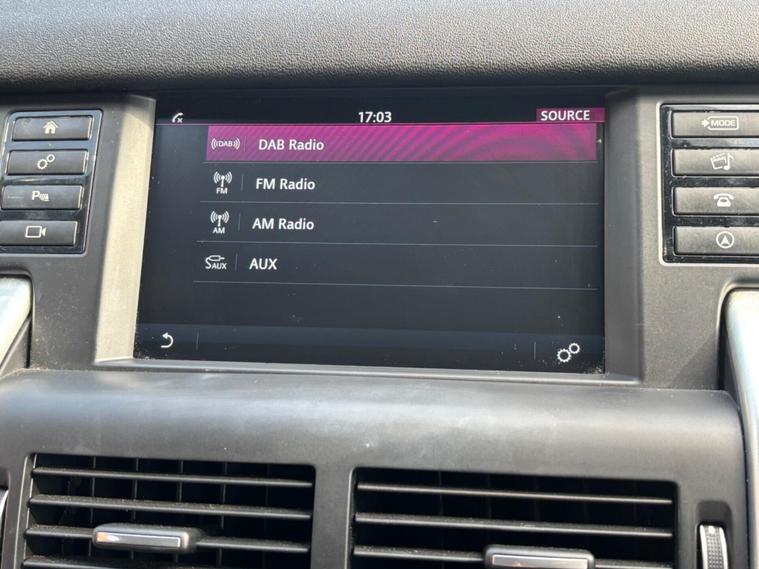 17:03
SOURCE
DAB
DAB Radio
FM
FM Radio
AM
AM Radio
AUX
AUX
MODE
P